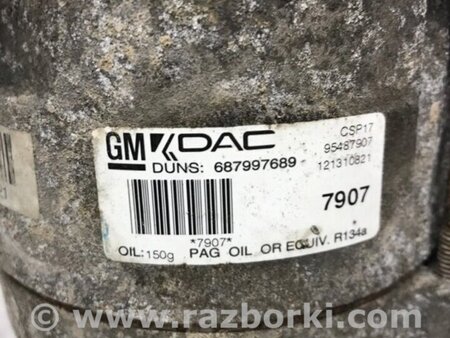 GM DAC CSP17
95487907
DUNS: 687997689 121310821
7907
*7907*
OIL: 150g PAG OIL OR EQUIV. R134a
© www.razborki.com